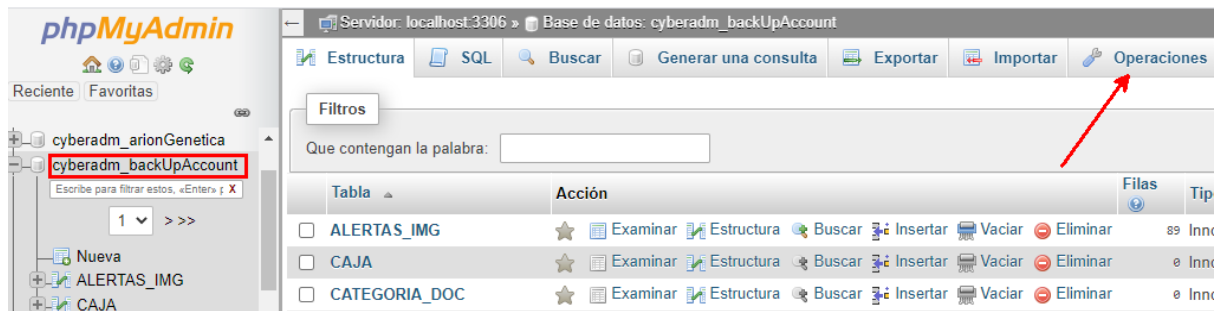 phpMyAdmin
Reciente Favoritas
cyberadm_arionGenetica
cyberadm_backUpAccount
Escribe para filtrar estos, «Enter» p X
1 > >>
Nueva
ALERTAS_IMG
CAJA
← Servidor: localhost:3306 » Base de datos: cyberadm_backUpAccount
Estructura SQL Buscar Generar una consulta Exportar Importar Operaciones
Filtros
Que contengan la palabra:
Tabla Acción Filas Tip
ALERTAS_IMG Examinar Estructura Buscar Insertar Vaciar Eliminar 89 Inno
CAJA Examinar Estructura Buscar Insertar Vaciar Eliminar 0 Inno
CATEGORIA_DOC Examinar Estructura Buscar Insertar Vaciar Eliminar 0 Inno